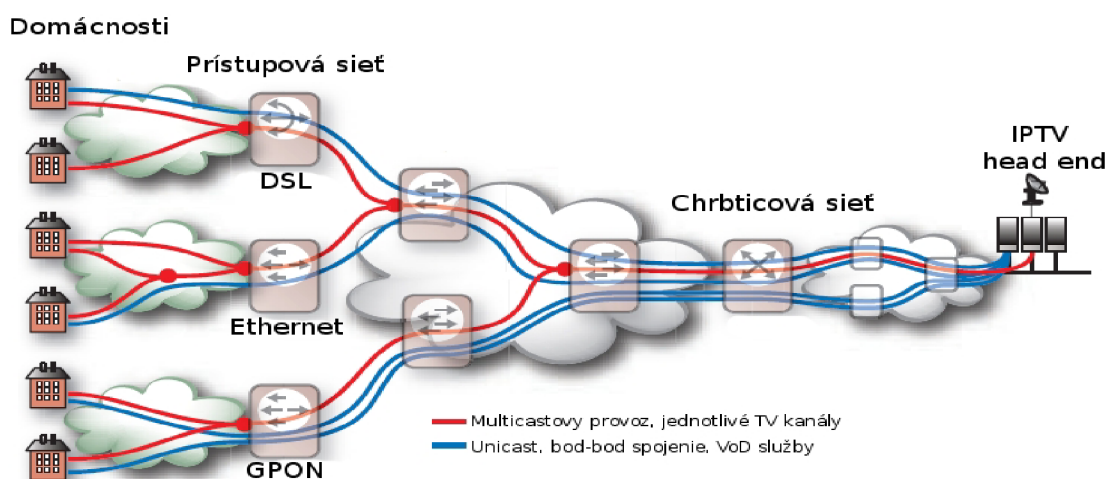 Domácnosti
Prístupová sieť
DSL
Ethernet
GPON
Chrbticová sieť
IPTV
head end
Multicastovy provoz, jednotlivé TV kanály
Unicast, bod-bod spojenie. VoD služby